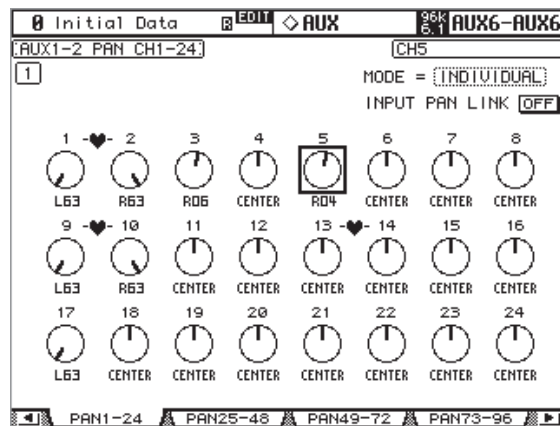 0 Initial Data EDIT AUX 96k 6.1 AUX6-AUX6
AUX1-2 PAN CH1-24 CH5
1 MODE = INDIVIDUAL
INPUT PAN LINK OFF
1 2 3 4 5 6 7 8
L63 R63 R06 CENTER R04 CENTER CENTER CENTER
9 10 11 12 13 14 15 16
L63 R63 CENTER CENTER CENTER CENTER CENTER CENTER
17 18 19 20 21 22 23 24
L63 CENTER CENTER CENTER CENTER CENTER CENTER CENTER
PAN1-24 PAN25-48 PAN49-72 PAN73-96